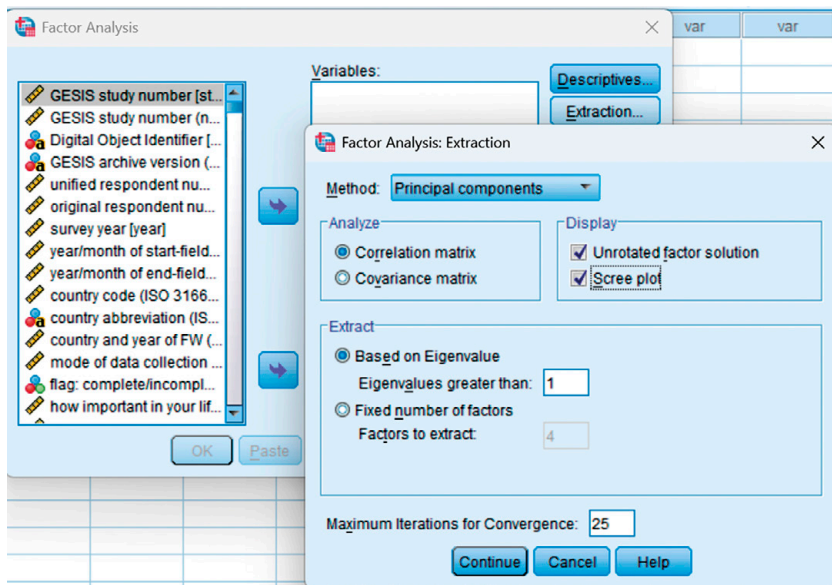 Factor Analysis
var var
Variables:
GESIS study number [st...
GESIS study number (n...
Digital Object Identifier [...
GESIS archive version (...
unified respondent nu...
original respondent nu...
survey year [year]
year/month of start-field...
year/month of end-field...
country code (ISO 3166...
country abbreviation (IS...
country and year of FW (...
mode of data collection ...
flag: complete/incompl...
how important in your lif...
Descriptives...
Extraction...
OK Paste
Factor Analysis: Extraction
Method: Principal components
Analyze
Correlation matrix
Covariance matrix
Display
Unrotated factor solution
Scree plot
Extract
Based on Eigenvalue
Eigenvalues greater than: 1
Fixed number of factors
Factors to extract: 4
Maximum Iterations for Convergence: 25
Continue Cancel Help